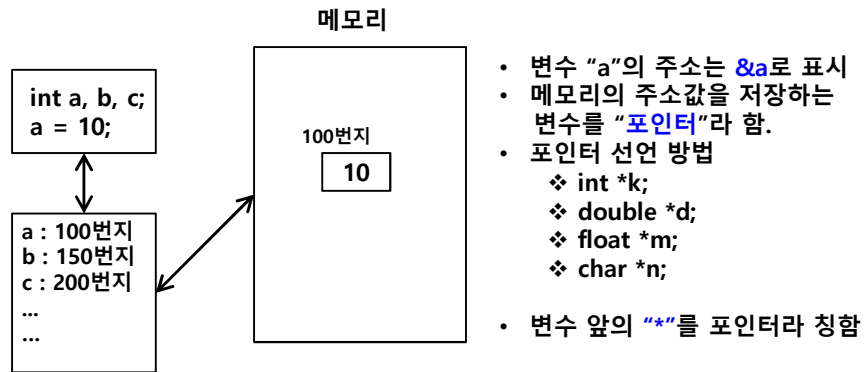 메모리
int a, b, c;
a = 10;
100번지
10
a : 100번지
b : 150번지
c : 200번지
...
...
• 변수 “a”의 주소는 &a로 표시
• 메모리의 주소값을 저장하는
변수를 “포인터”라 함.
• 포인터 선언 방법
❖ int *k;
❖ double *d;
❖ float *m;
❖ char *n;
• 변수 앞의 “*”를 포인터라 칭함